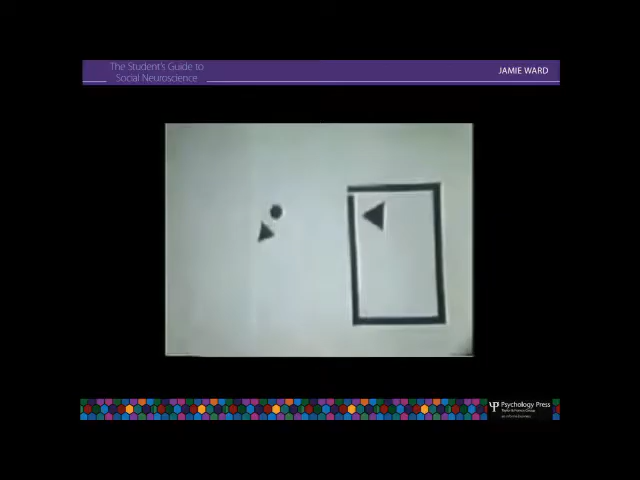 The Student's Guide to
Social Neuroscience
JAMIE WARD
Psychology Press